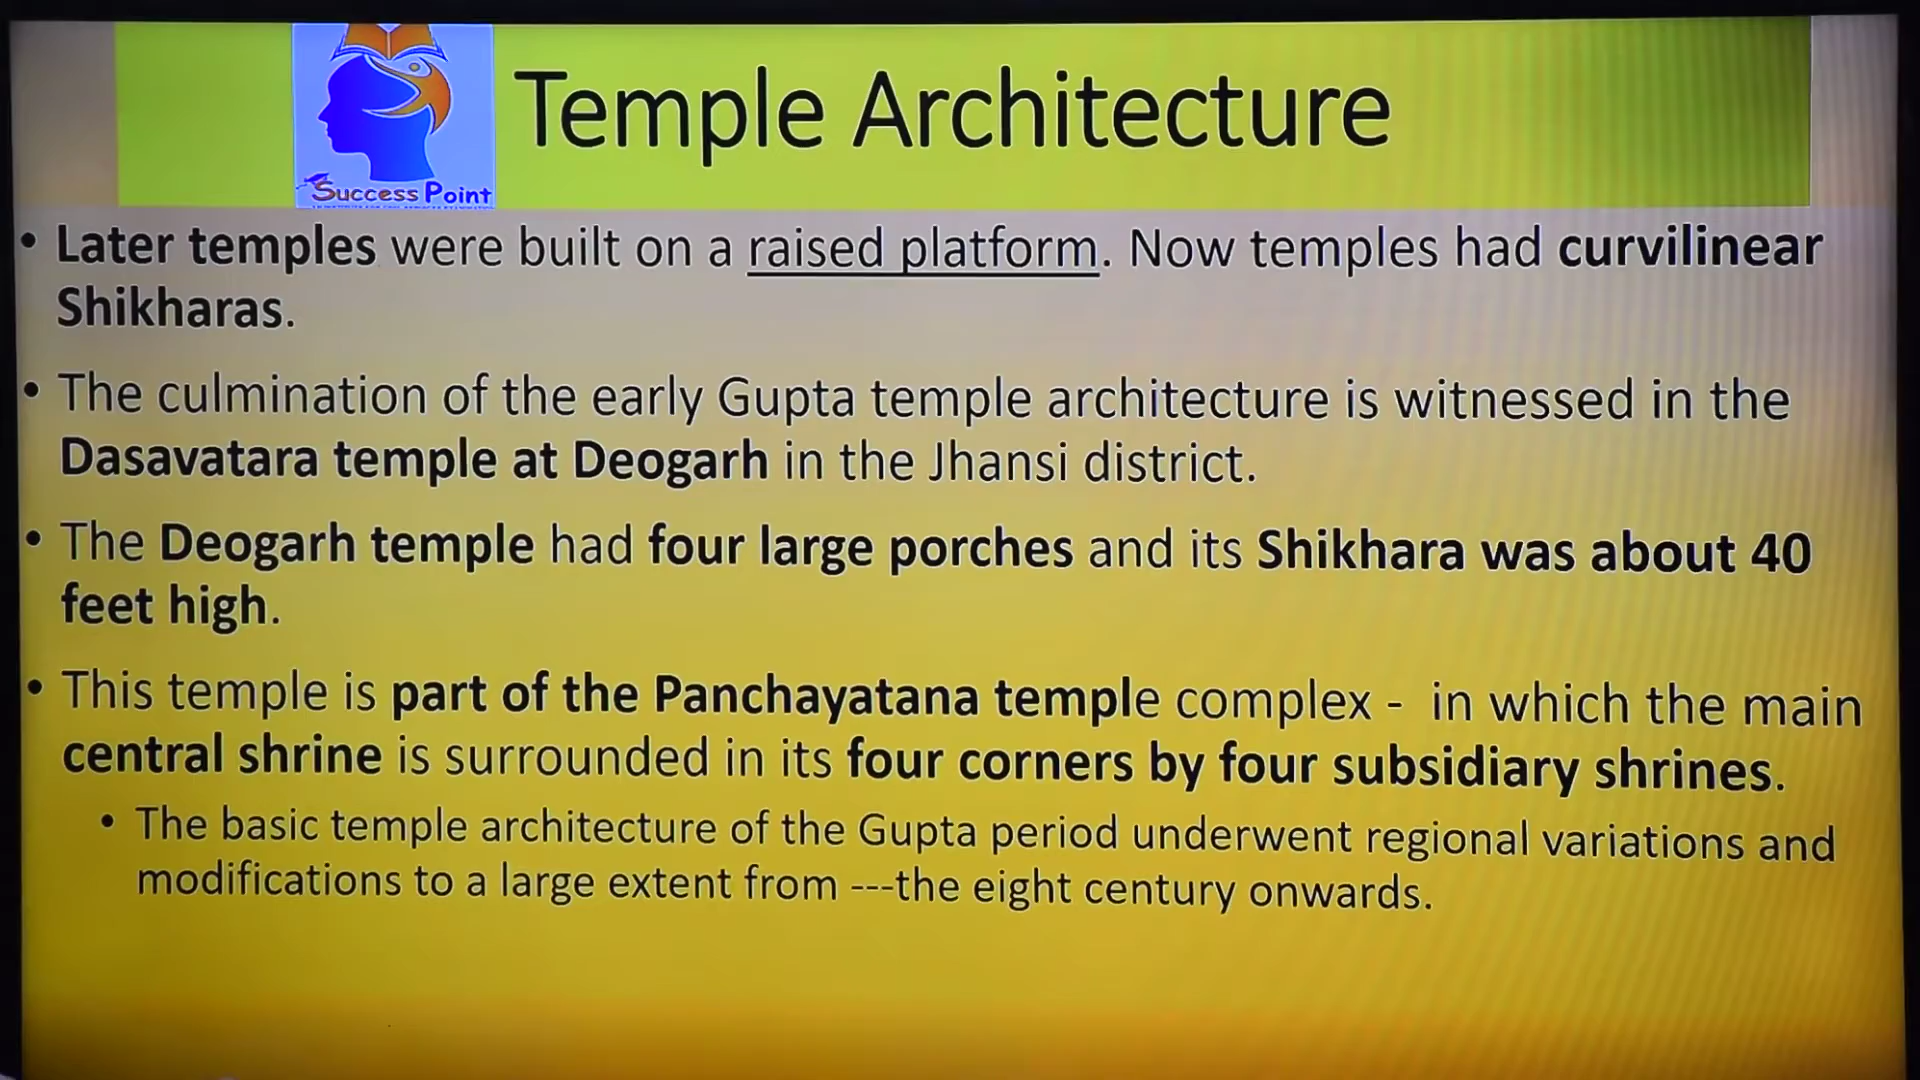 Temple Architecture
Success Point
• Later temples were built on a raised platform. Now temples had curvilinear
Shikharas.
• The culmination of the early Gupta temple architecture is witnessed in the
Dasavatara temple at Deogarh in the Jhansi district.
• The Deogarh temple had four large porches and its Shikhara was about 40
feet high.
• This temple is part of the Panchayatana temple complex - in which the main
central shrine is surrounded in its four corners by four subsidiary shrines.
• The basic temple architecture of the Gupta period underwent regional variations and
modifications to a large extent from ---the eight century onwards.